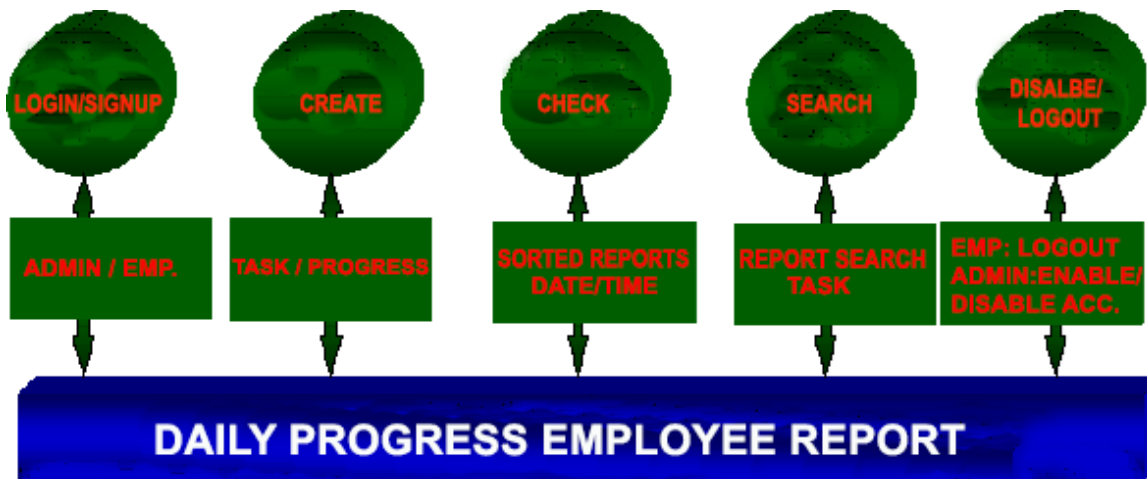 LOGIN/SIGNUP
CREATE
CHECK
SEARCH
DISALBE/
LOGOUT
ADMIN / EMP.
TASK / PROGRESS
SORTED REPORTS
DATE/TIME
REPORT SEARCH
TASK
EMP: LOGOUT
ADMIN:ENABLE/
DISABLE ACC.
DAILY PROGRESS EMPLOYEE REPORT